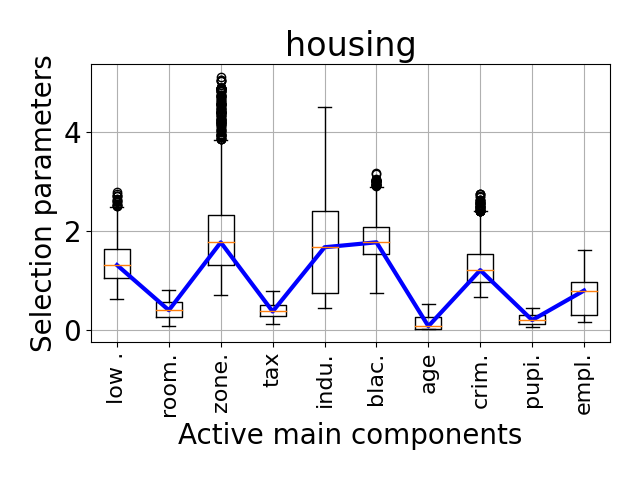 housing
Selection parameters
4
2
0
low .
room.
zone.
tax
indu.
blac.
age
crim.
pupi.
empl.
Active main components